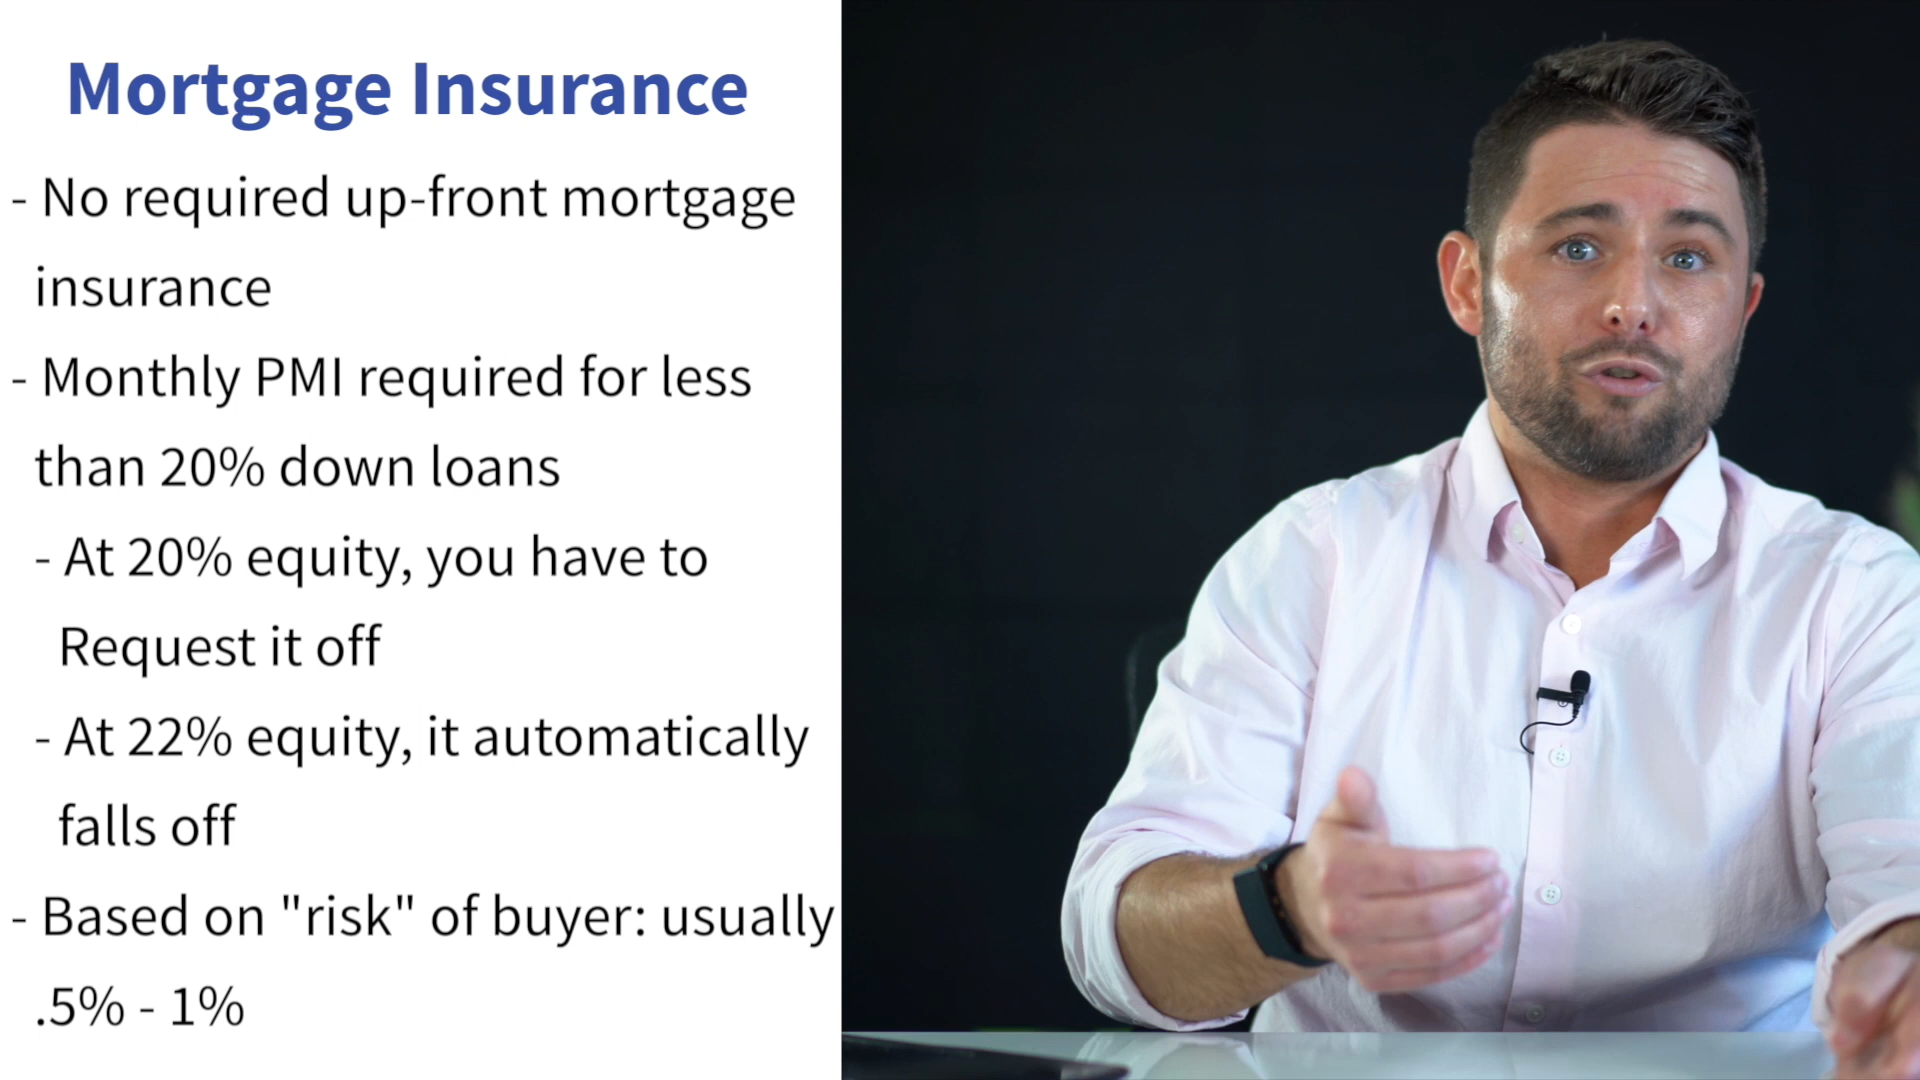 Mortgage Insurance
- No required up-front mortgage
insurance
- Monthly PMI required for less
than 20% down loans
- At 20% equity, you have to
Request it off
- At 22% equity, it automatically
falls off
- Based on "risk" of buyer: usually
.5% - 1%